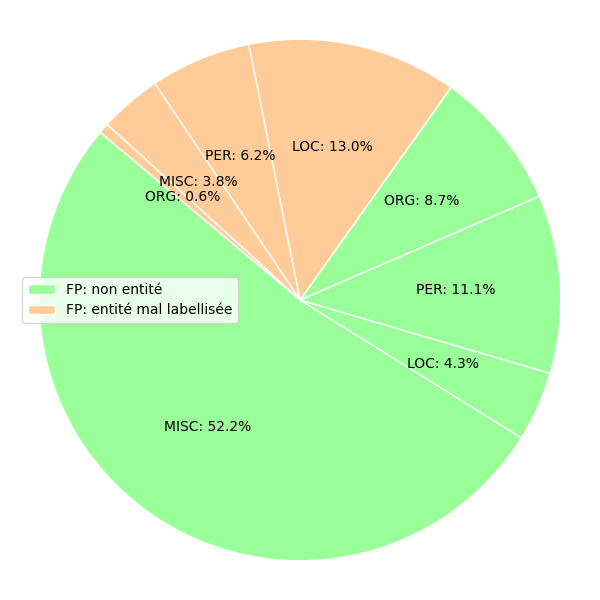 LOC: 13.0%
PER: 6.2%
MISC: 3.8%
ORG: 0.6%
ORG: 8.7%
PER: 11.1%
FP: non entité
FP: entité mal labellisée
LOC: 4.3%
MISC: 52.2%